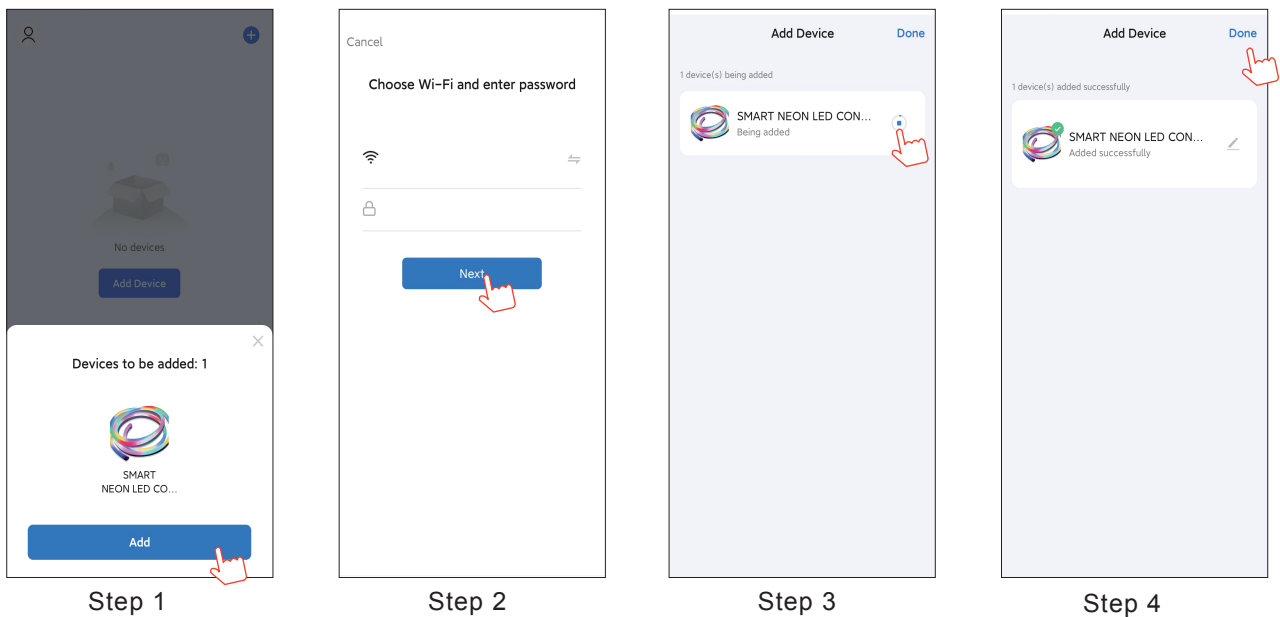 No devices
Add Device
Devices to be added: 1
SMART
NEON LED CO...
Add
Step 1
Cancel
Choose Wi-Fi and enter password
Next
Step 2
Add Device
Done
1 device(s) being added
SMART NEON LED CON...
Being added
Step 3
Add Device
Done
1 device(s) added successfully
SMART NEON LED CON...
Added successfully
Step 4